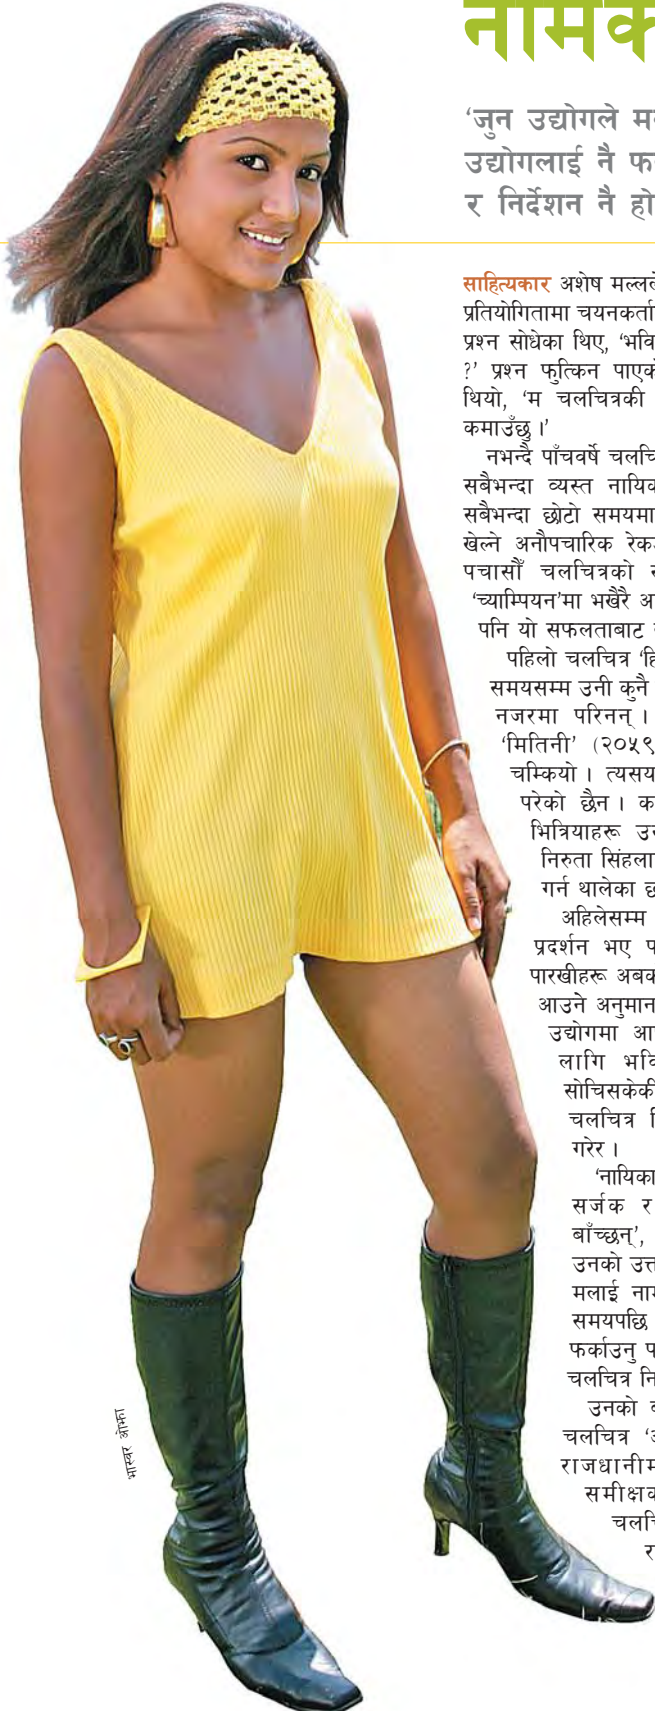 नामक
‘जुन उद्योगले म
उद्योगलाई नै फ
र निर्देशन नै हो
साहित्यकार अशेष मल्लले
प्रतियोगितामा चयनकर्ता
प्रश्न सोधेका थिए, ‘भवि
?’ प्रश्न फुत्किन पाएको
थियो, ‘म चलचित्रकी
कमाउँछु ।’
नभन्दै पाँचवर्षे चलचि
सबैभन्दा व्यस्त नायिक
सबैभन्दा छोटो समयमा
खेल्ने अनौपचारिक रेक
पचासौँ चलचित्रको
‘च्याम्पियन’मा भर्खरै अ
पनि यो सफलताबाट
पहिलो चलचित्र ‘हि
समयसम्म उनी कुनै
नजरमा परिनन् ।
‘मितिनी’ (२०५९
चम्कियो । त्यसय
परेको छैन । क
भित्रियाहरू उ
निरुता सिंहला
गर्न थालेका छ
अहिलेसम्म
प्रदर्शन भए प
पारखीहरू अबक
आउने अनुमान
उद्योगमा आ
लागि भवि
सोचिसकेकी
चलचित्र नि
गरेर ।
‘नायिका
सर्जक र
बाँच्छन्’,
उनको उत्त
मलाई नाम
समयपछि
फर्काउनु प
चलचित्र नि
उनको व
चलचित्र ‘अ
राजधानीम
समीक्षक
चलचि
र
भास्वर ओझा